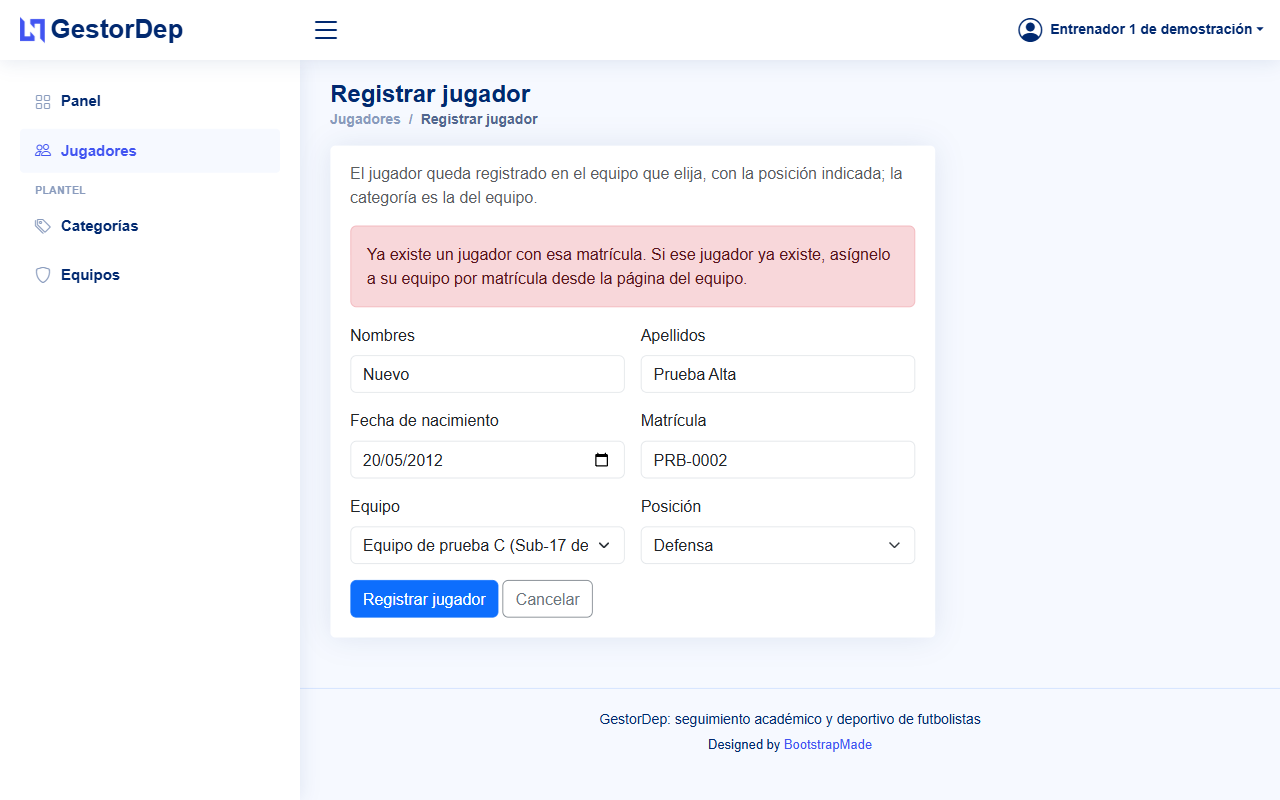 GestorDep
Entrenador 1 de demostración
Panel
Jugadores
PLANTEL
Categorías
Equipos
Registrar jugador
Jugadores / Registrar jugador
El jugador queda registrado en el equipo que elija, con la posición indicada; la
categoría es la del equipo.
Ya existe un jugador con esa matrícula. Si ese jugador ya existe, asígnelo
a su equipo por matrícula desde la página del equipo.
Nombres
Apellidos
Nuevo
Prueba Alta
Fecha de nacimiento
Matrícula
20/05/2012
PRB-0002
Equipo
Posición
Equipo de prueba C (Sub-17 de
Defensa
Registrar jugador
Cancelar
GestorDep: seguimiento académico y deportivo de futbolistas
Designed by BootstrapMade